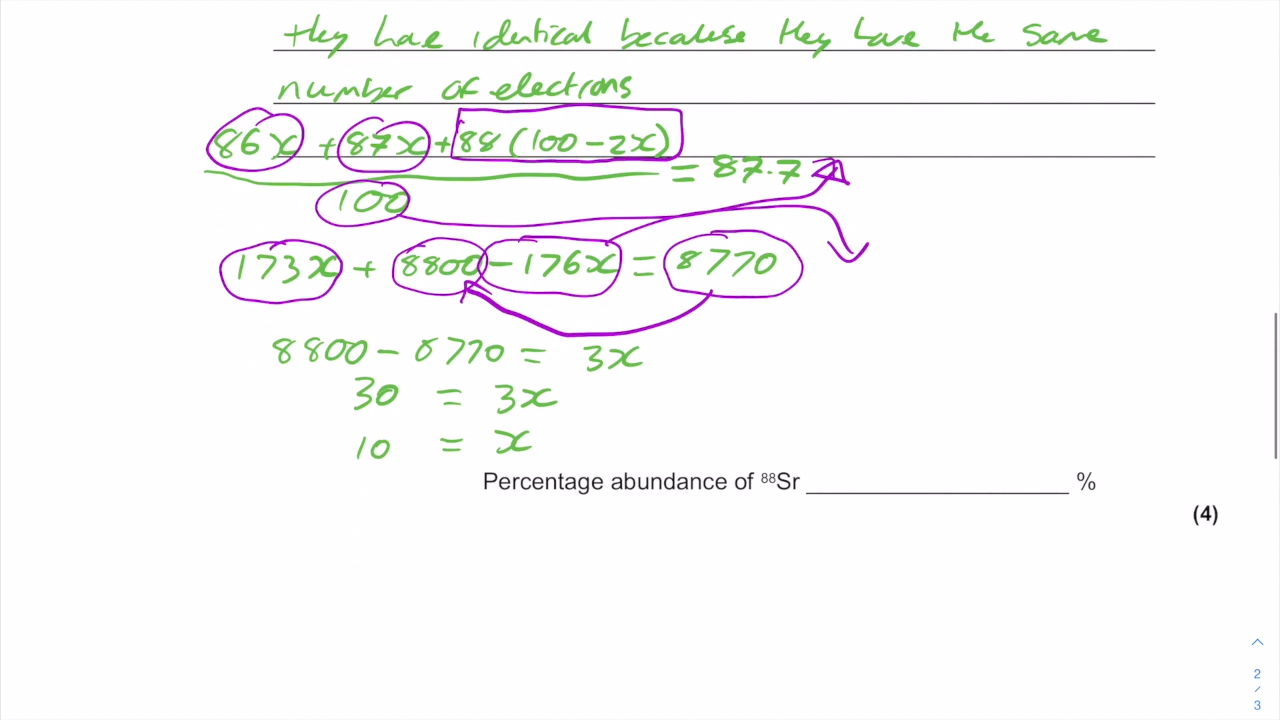 they have identical because they have the same
number of electrons
86x + 87x + 88(100 - 2x)
= 87.7
100
173x + 8800 - 176x = 8770
8800 - 8770 = 3x
30 = 3x
10 = x
Percentage abundance of ⁸⁸Sr ____________________ %
(4)
2
/
3